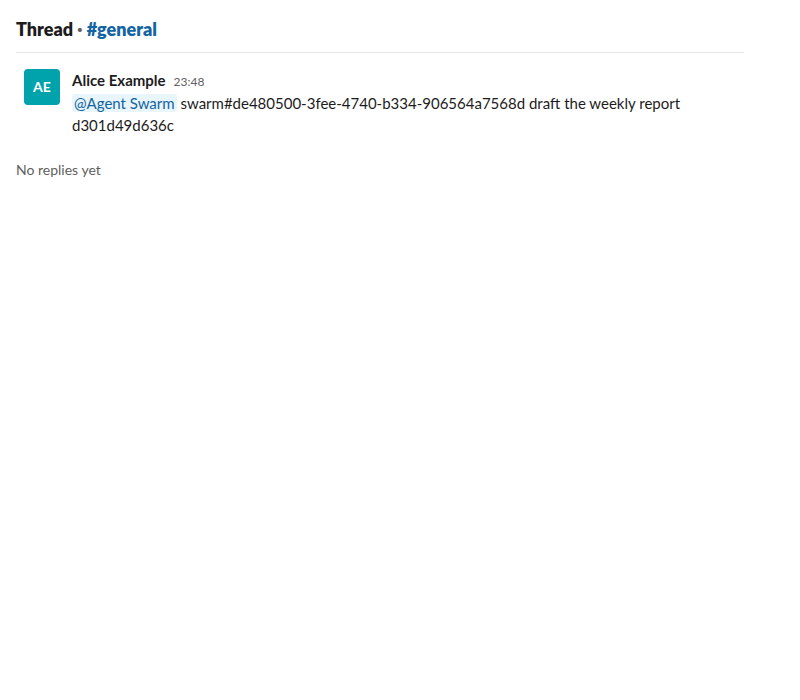 Thread • #general
AE
Alice Example 23:48
@Agent Swarm swarm#de480500-3fee-4740-b334-906564a7568d draft the weekly report
d301d49d636c
No replies yet